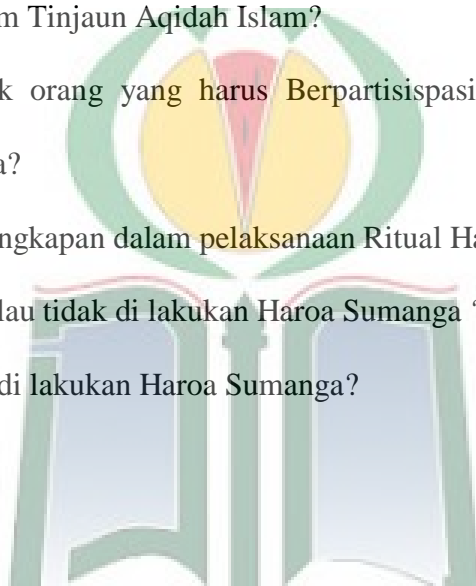 m Tinjaun Aqidah Islam?
k orang yang harus Berpartisispasi
a?
ngkapan dalam pelaksanaan Ritual Ha
lau tidak di lakukan Haroa Sumanga
di lakukan Haroa Sumanga?